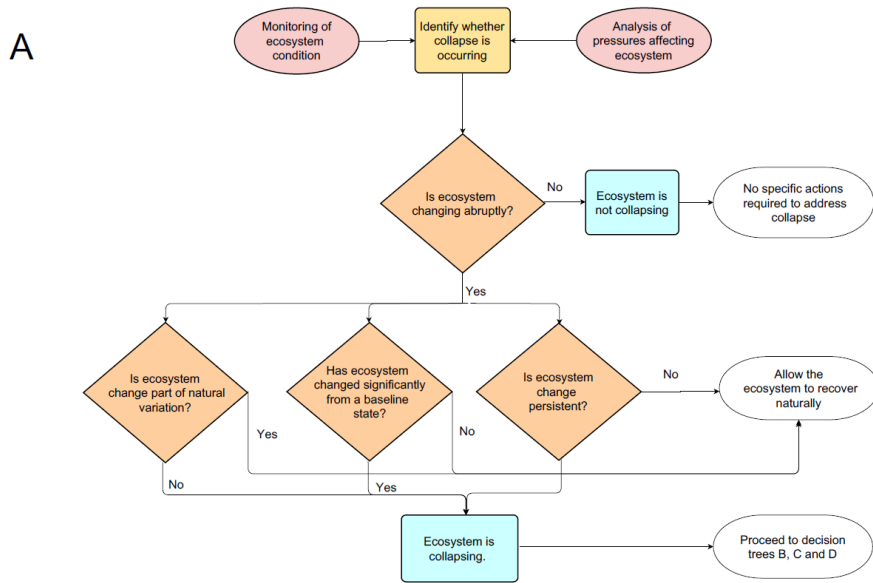 A
Monitoring of
ecosystem
condition
Identify whether
collapse is
occurring
Analysis of
pressures affecting
ecosystem
Is ecosystem
changing abruptly?
No
Ecosystem is
not collapsing
No specific actions
required to address
collapse
Yes
Is ecosystem
change part of natural
variation?
Has ecosystem
changed significantly
from a baseline
state?
Is ecosystem
change
persistent?
No
Allow the
ecosystem to recover
naturally
Yes
No
No
Yes
Ecosystem is
collapsing.
Proceed to decision
trees B, C and D